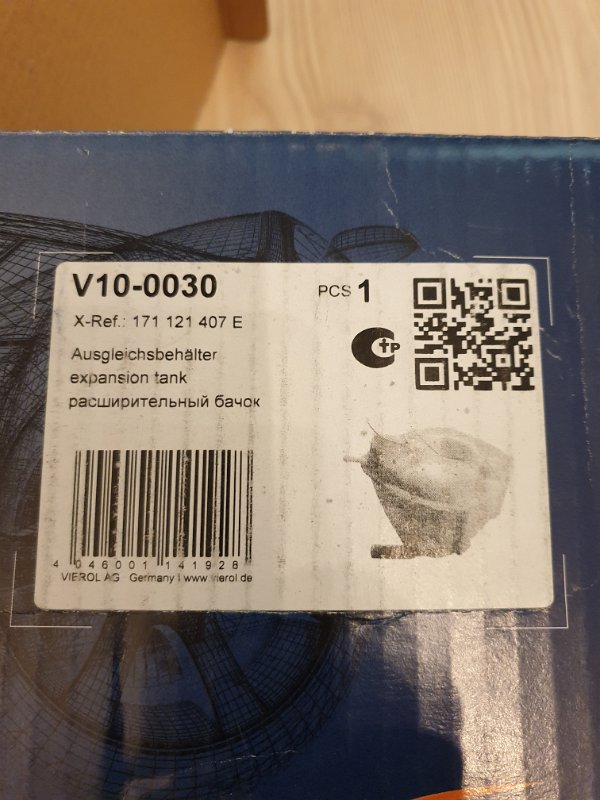 V10-0030
PCS 1
X-Ref.: 171 121 407 E
Ausgleichsbehälter
expansion tank
расширительный бачок
4 046001 141928
VIEROL AG Germany | www.vierol.de